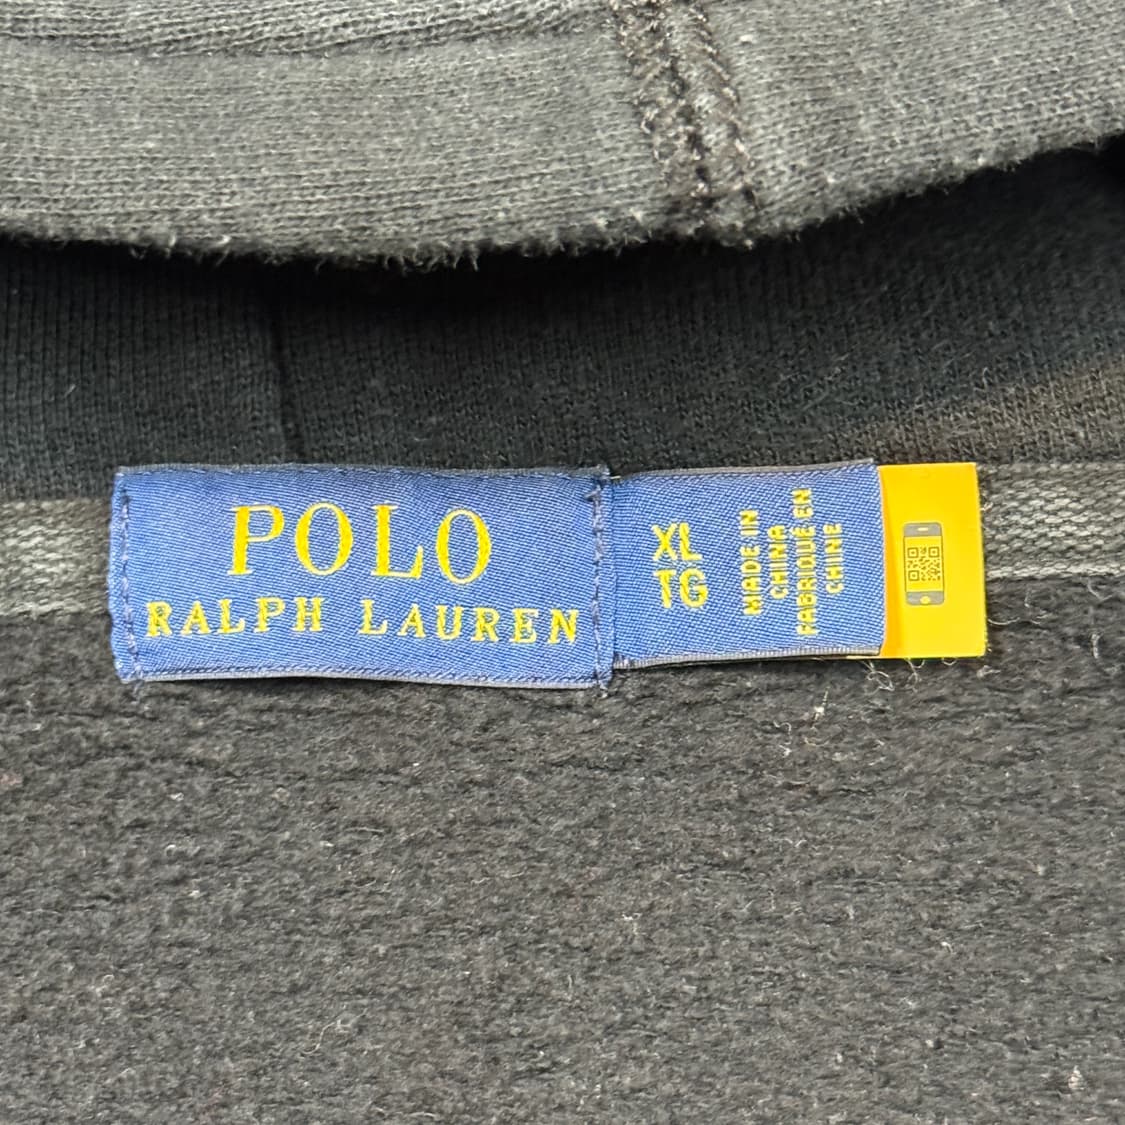 POLO
RALPH LAUREN
XL
TG
MADE IN
CHINA
FABRIQUÉ EN
CHINE